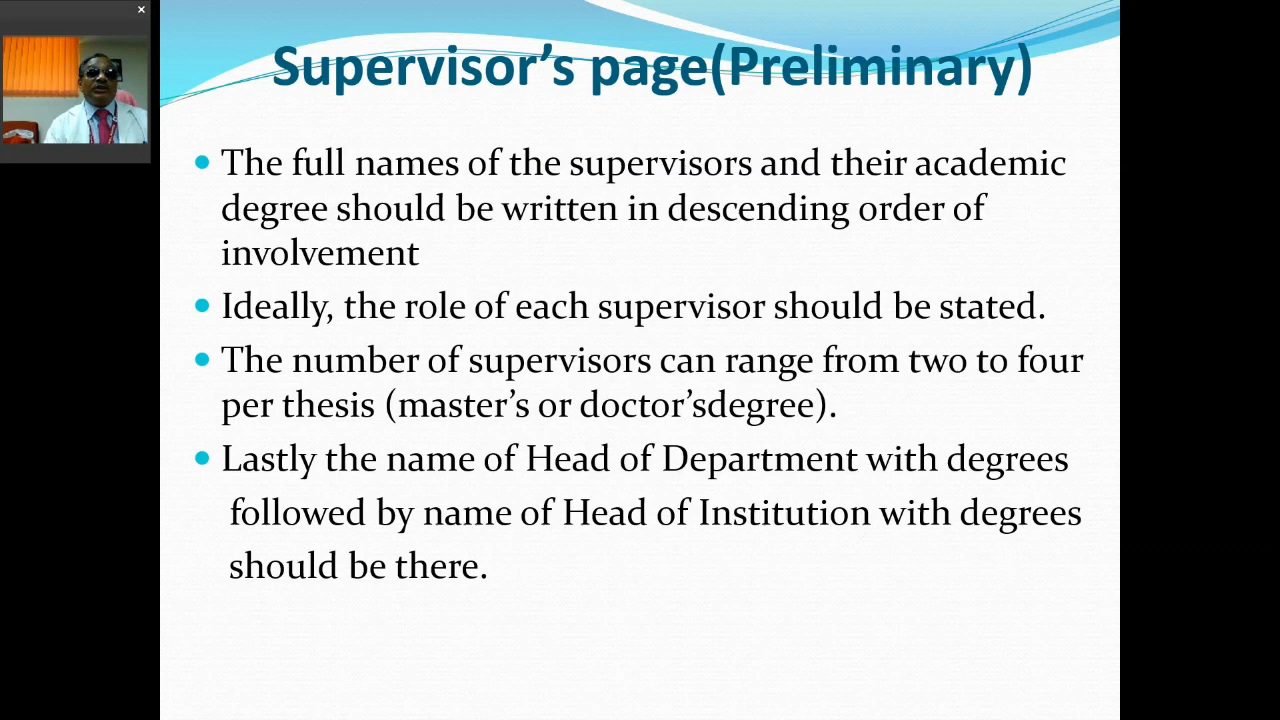 Supervisor’s page(Preliminary)
The full names of the supervisors and their academic
degree should be written in descending order of
involvement
Ideally, the role of each supervisor should be stated.
The number of supervisors can range from two to four
per thesis (master’s or doctor’sdegree).
Lastly the name of Head of Department with degrees
followed by name of Head of Institution with degrees
should be there.